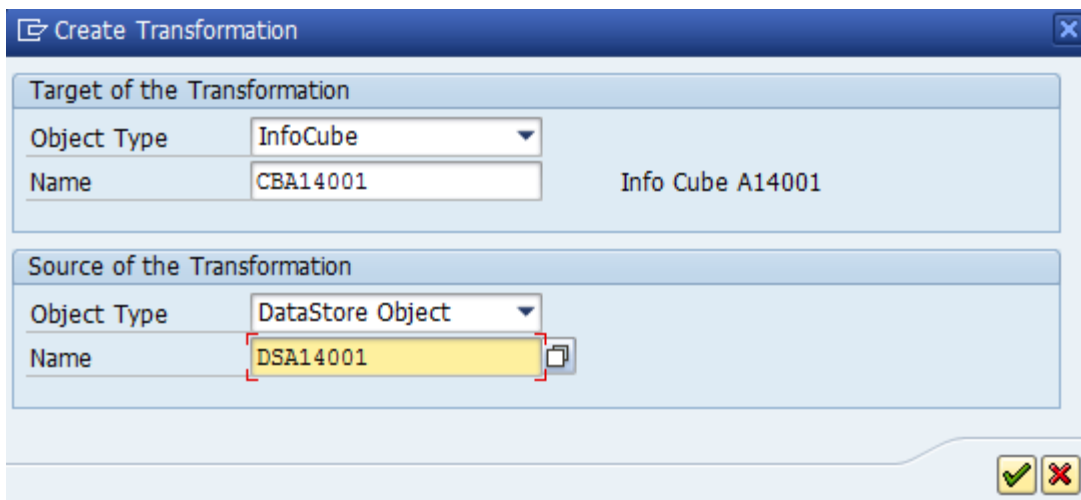 Create Transformation
Target of the Transformation
Object Type InfoCube
Name CBA14001 Info Cube A14001
Source of the Transformation
Object Type DataStore Object
Name DSA14001